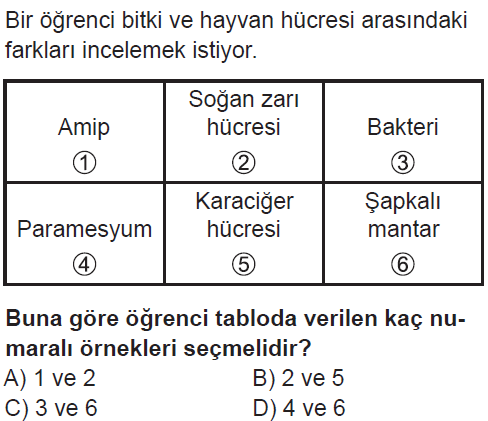 Bir öğrenci bitki ve hayvan hücresi arasındaki
farkları incelemek istiyor.
Amip
①
Soğan zarı
hücresi
②
Bakteri
③
Paramesyum
④
Karaciğer
hücresi
⑤
Şapkalı
mantar
⑥
Buna göre öğrenci tabloda verilen kaç nu-
maralı örnekleri seçmelidir?
A) 1 ve 2 B) 2 ve 5
C) 3 ve 6 D) 4 ve 6